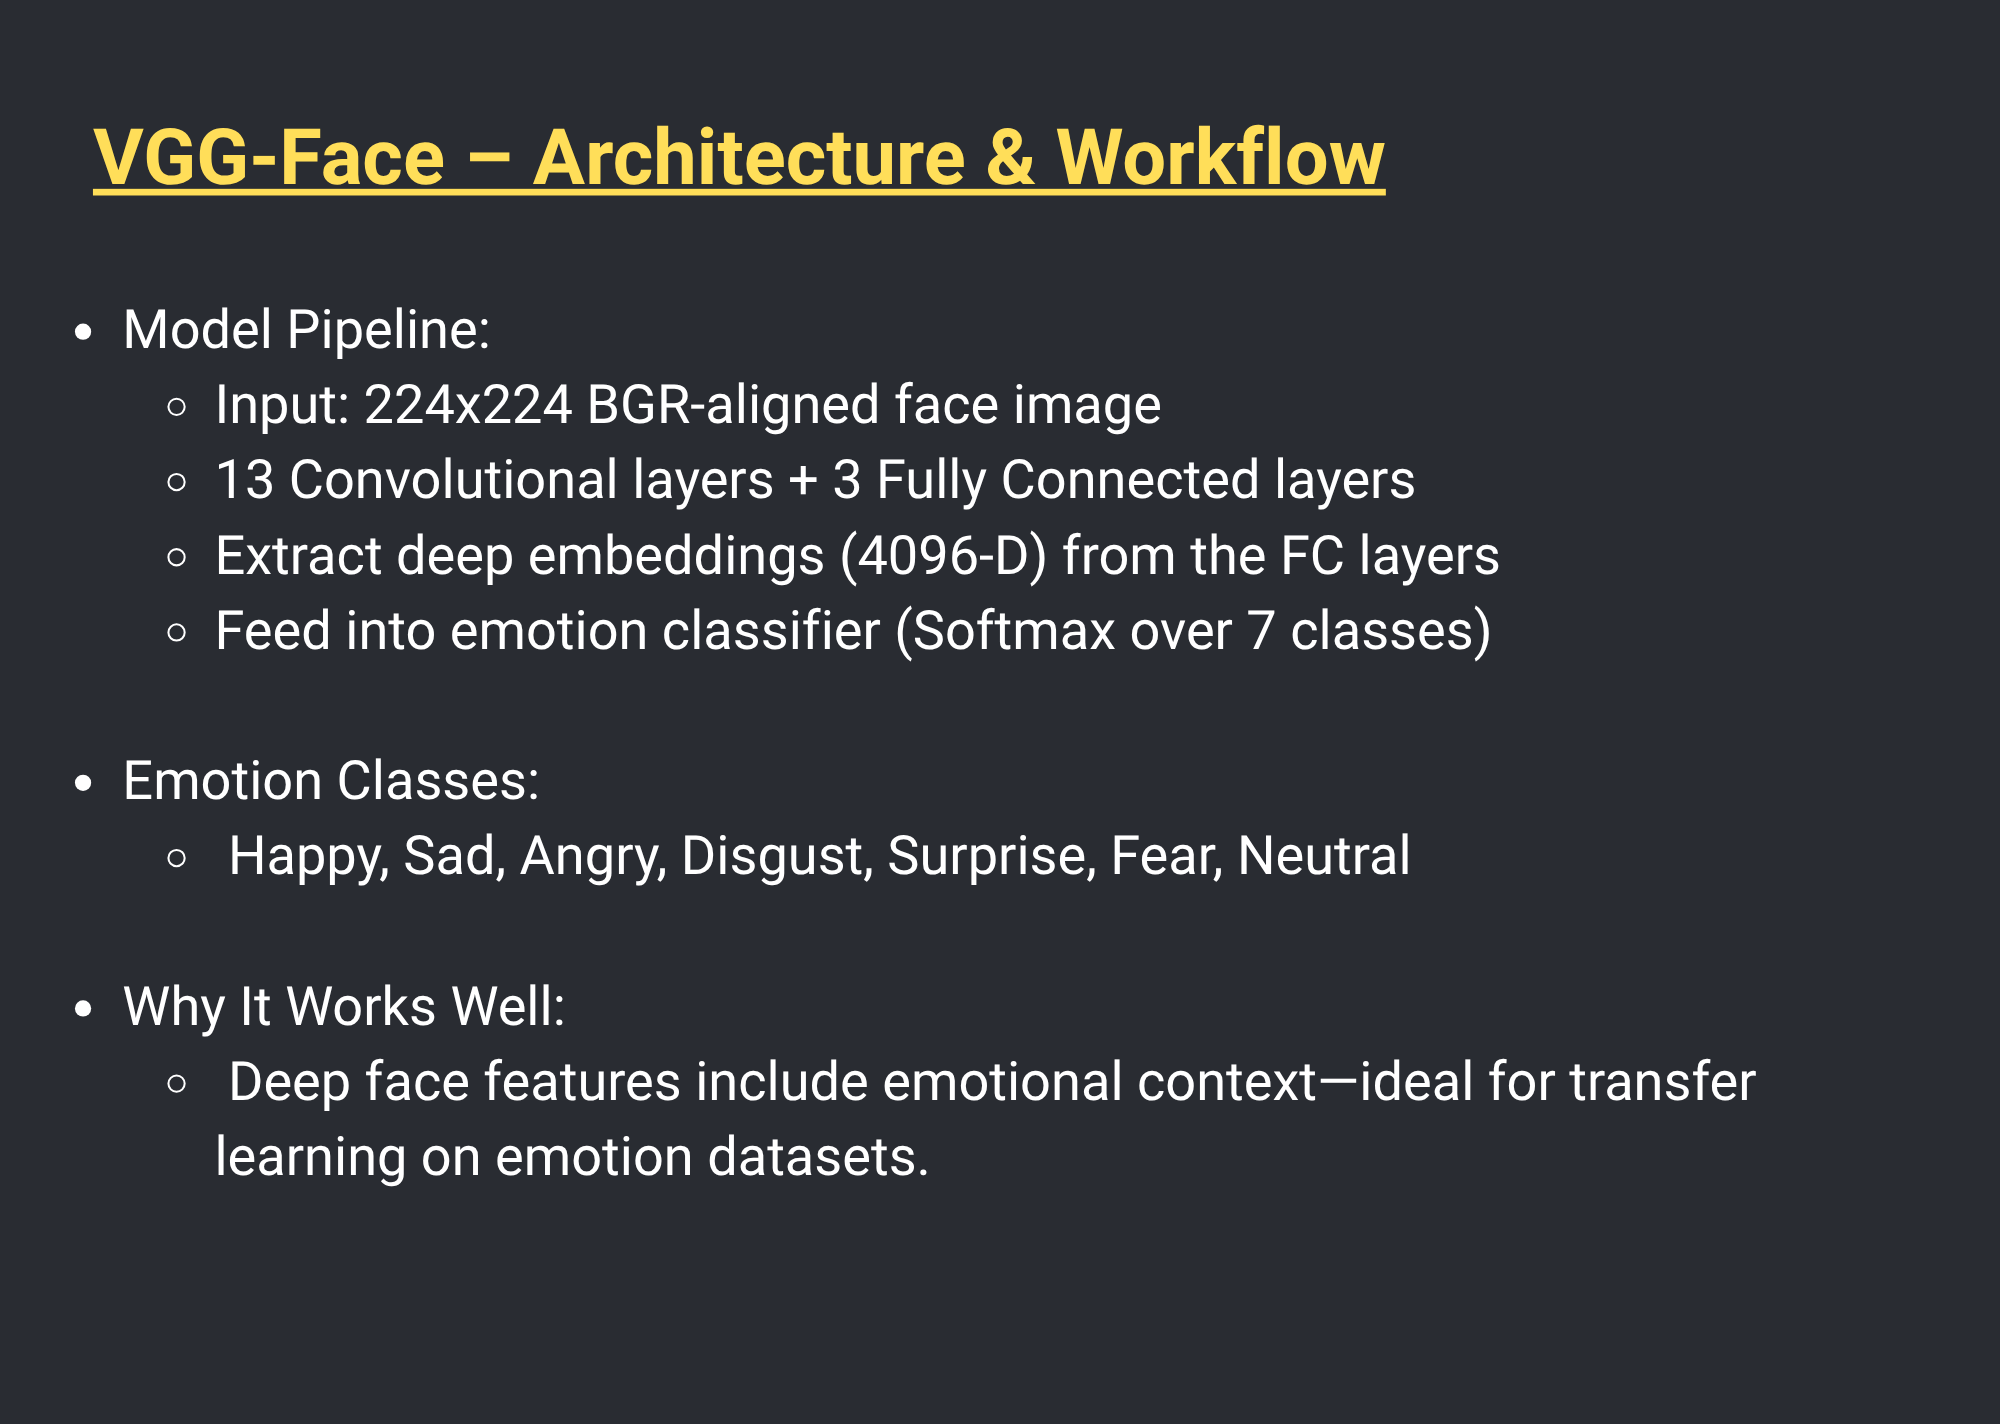 VGG-Face – Architecture & Workflow
• Model Pipeline:
◦ Input: 224x224 BGR-aligned face image
◦ 13 Convolutional layers + 3 Fully Connected layers
◦ Extract deep embeddings (4096-D) from the FC layers
◦ Feed into emotion classifier (Softmax over 7 classes)
• Emotion Classes:
◦ Happy, Sad, Angry, Disgust, Surprise, Fear, Neutral
• Why It Works Well:
◦ Deep face features include emotional context—ideal for transfer
learning on emotion datasets.